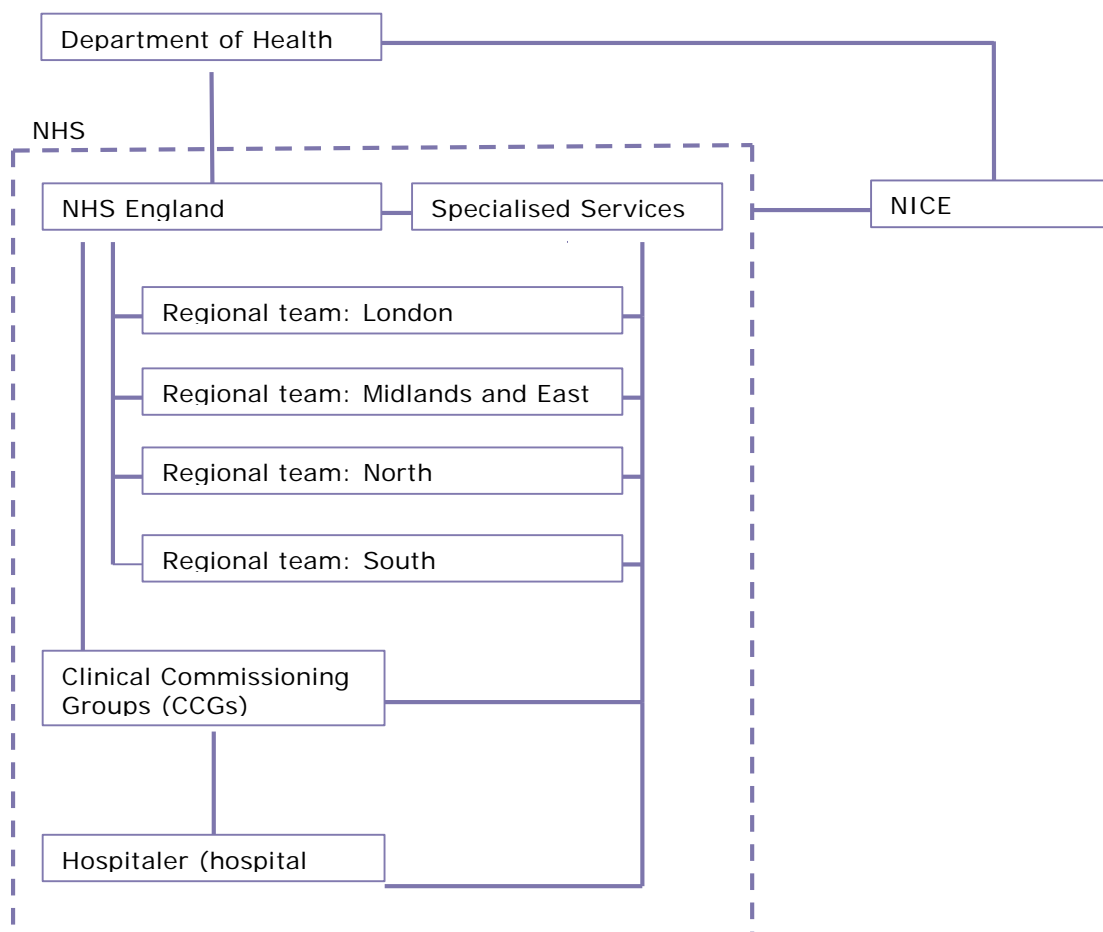 Department of Health
NHS
NHS England
Specialised Services
NICE
Regional team: London
Regional team: Midlands and East
Regional team: North
Regional team: South
Clinical Commissioning
Groups (CCGs)
Hospitaler (hospital